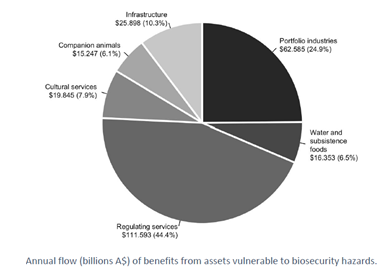 Infrastructure
$25.898 (10.3%)
Companion animals
$15.247 (6.1%)
Cultural services
$19.845 (7.9%)
Portfolio industries
$62.585 (24.9%)
Water and
subsistence
foods
$16.353 (6.5%)
Regulating services
$111.593 (44.4%)
Annual flow (billions A$) of benefits from assets vulnerable to biosecurity hazards.